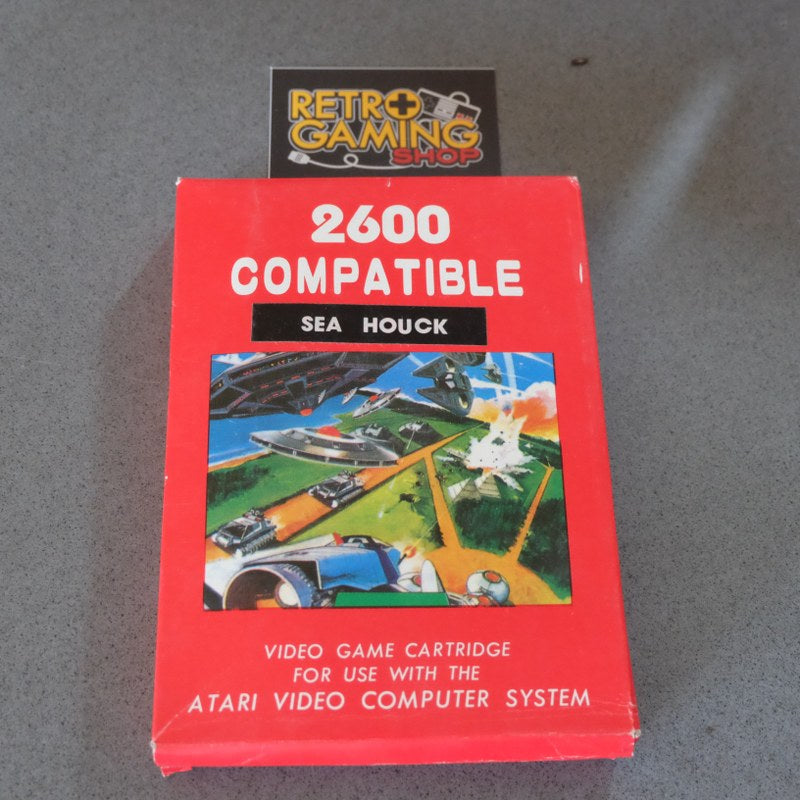 RETRO
GAMING
SHOP
2600
COMPATIBLE
SEA HOUCK
VIDEO GAME CARTRIDGE
FOR USE WITH THE
ATARI VIDEO COMPUTER SYSTEM